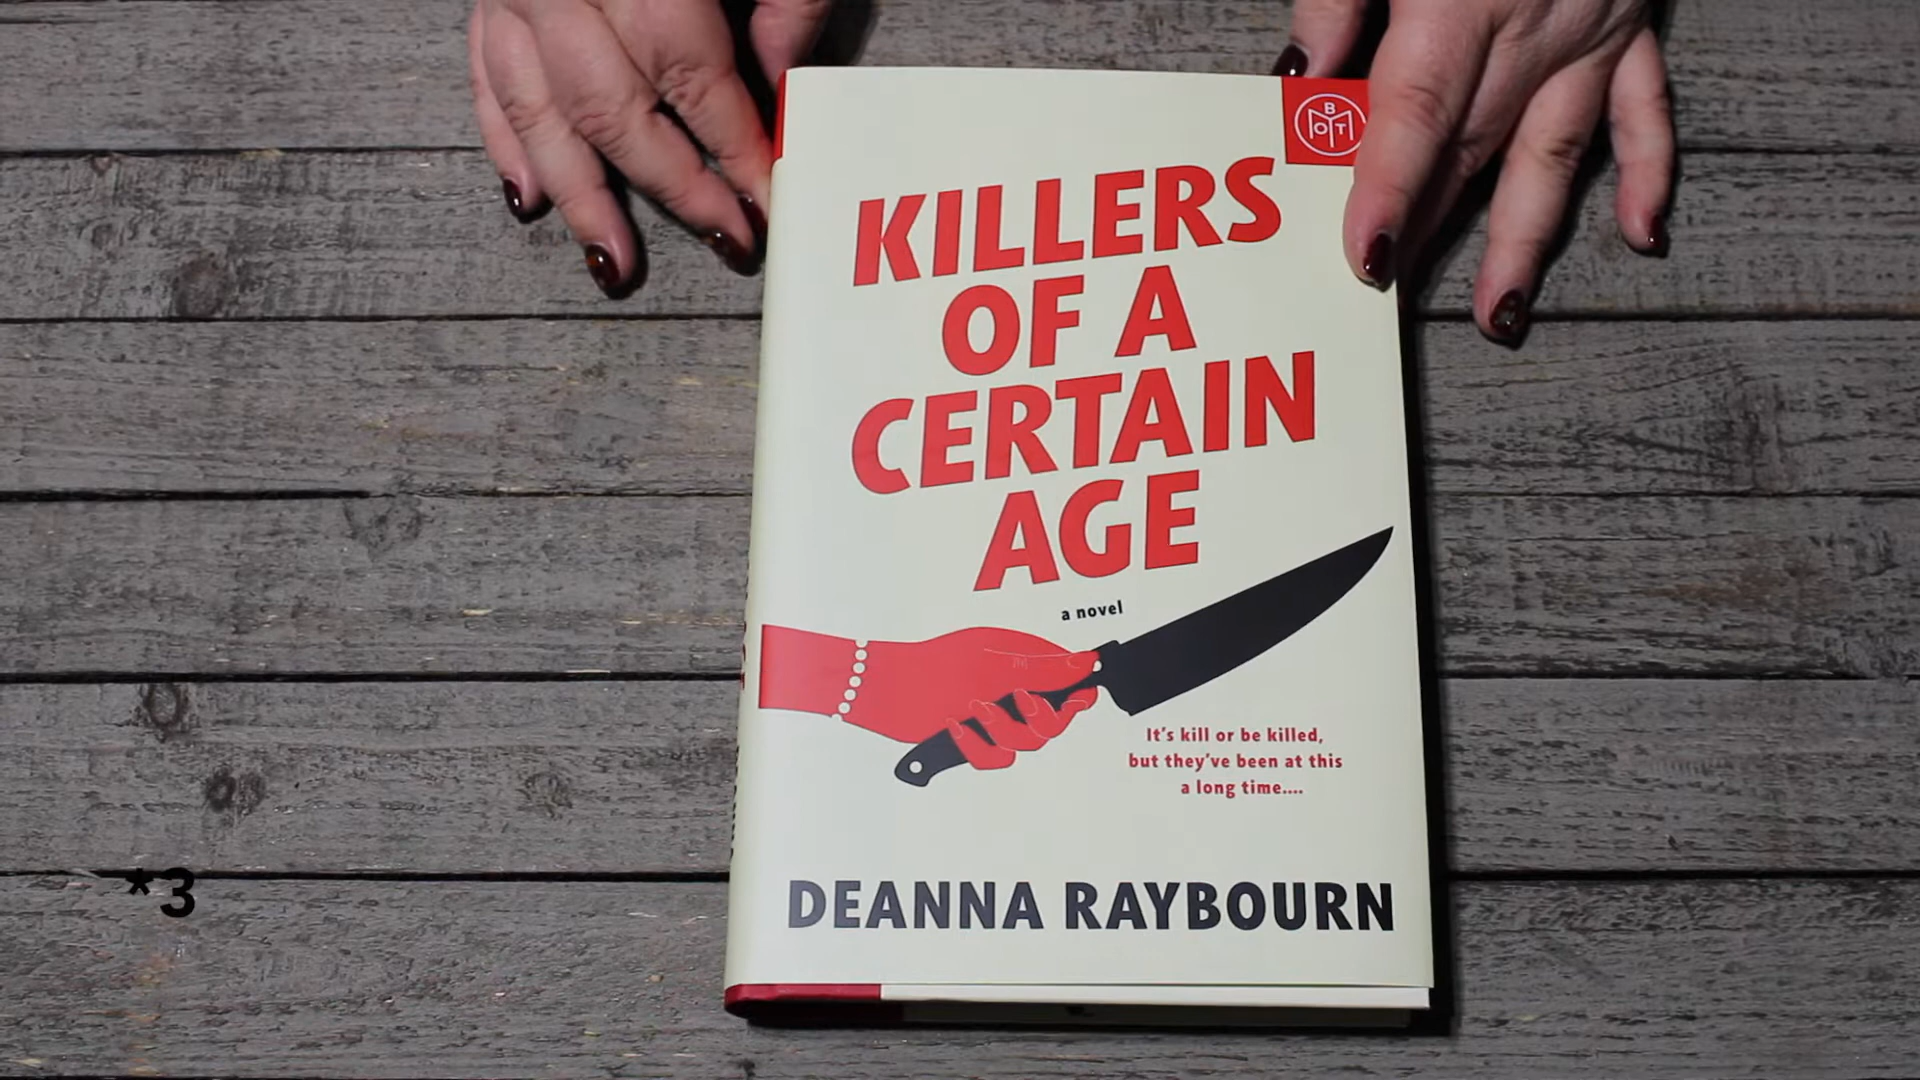 BOTM
KILLERS
OF A
CERTAIN
AGE
a novel
It's kill or be killed,
but they've been at this
a long time....
DEANNA RAYBOURN
*3